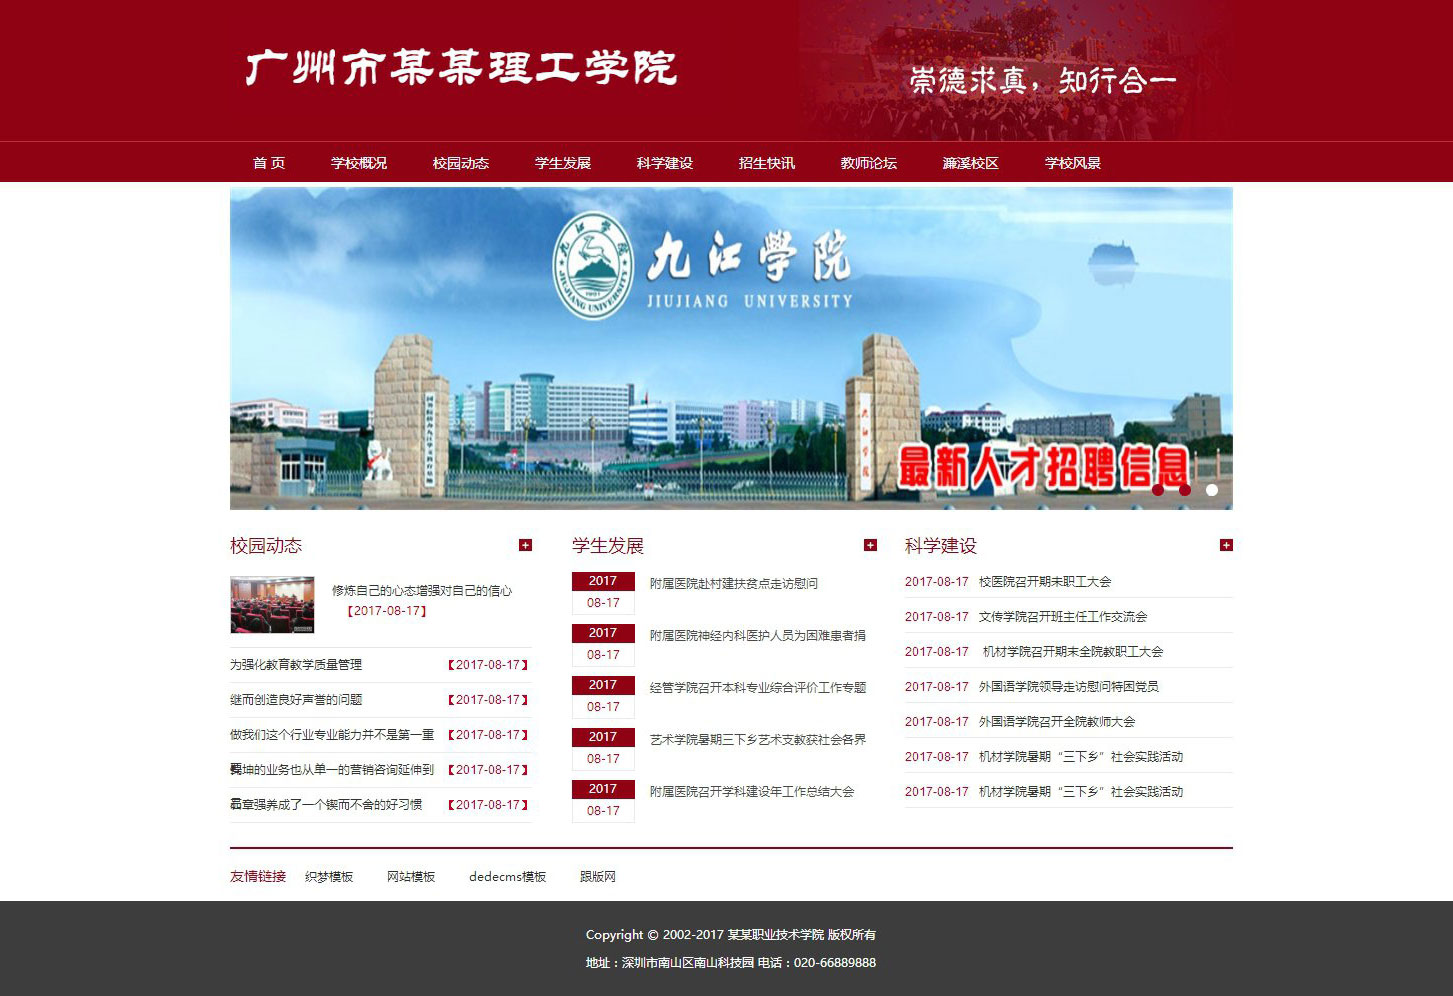 广州市某某理工学院
崇德求真，知行合一
首 页 学校概况 校园动态 学生发展 科学建设 招生快讯 教师论坛 濂溪校区 学校风景
九江学院
JIUJIANG UNIVERSITY
九江学院
JIUJIANG UNIVERSITY
九江学院
最新人才招聘信息
校园动态
修炼自己的心态增强对自己的信心
【2017-08-17】
为强化教育教学质量管理 【2017-08-17】
继而创造良好声誉的问题 【2017-08-17】
做我们这个行业专业能力并不是第一重 【2017-08-17】
坤的业务也从单一的营销咨询延伸到 【2017-08-17】
章强养成了一个锲而不舍的好习惯 【2017-08-17】
学生发展
2017
08-17
附属医院赴村建扶贫点走访慰问
2017
08-17
附属医院神经内科医护人员为困难患者捐
2017
08-17
经管学院召开本科专业综合评价工作专题
2017
08-17
艺术学院暑期三下乡艺术支教获社会各界
2017
08-17
附属医院召开学科建设年工作总结大会
科学建设
2017-08-17 校医院召开期末职工大会
2017-08-17 文传学院召开班主任工作交流会
2017-08-17 机材学院召开期末全院教职工大会
2017-08-17 外国语学院领导走访慰问特困党员
2017-08-17 外国语学院召开全院教师大会
2017-08-17 机材学院暑期“三下乡”社会实践活动
2017-08-17 机材学院暑期“三下乡”社会实践活动
友情链接 织梦模板 网站模板 dedecms模板 跟版网
Copyright © 2002-2017 某某职业技术学院 版权所有
地址：深圳市南山区南山科技园 电话：020-66889888